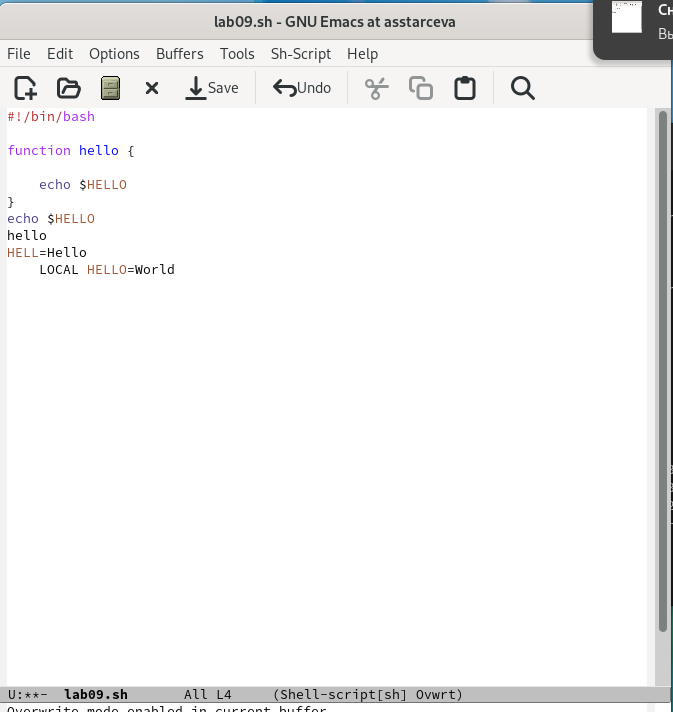 lab09.sh - GNU Emacs at asstarceva
Сн
Вы
File Edit Options Buffers Tools Sh-Script Help
Save Undo
#!/bin/bash
function hello {
echo $HELLO
}
echo $HELLO
hello
HELL=Hello
LOCAL HELLO=World
U:**- lab09.sh All L4 (Shell-script[sh] Ovwrt)
Overwrite mode enabled in current buffer